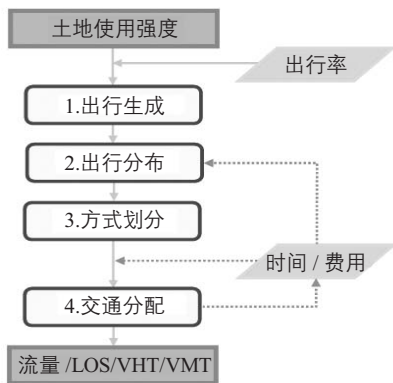 土地使用强度
出行率
1.出行生成
2.出行分布
3.方式划分
时间 / 费用
4.交通分配
流量 /LOS/VHT/VMT